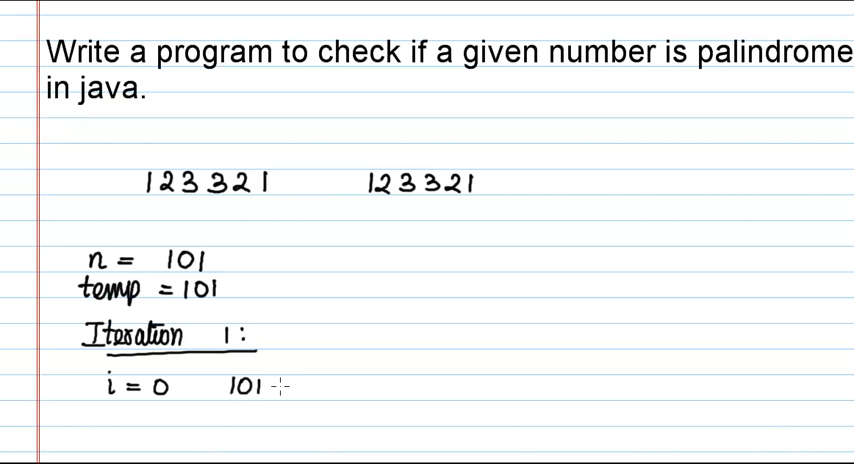 Write a program to check if a given number is palindrome
in java.
123321 123321
n = 101
temp = 101
Iteration 1:
i = 0 101